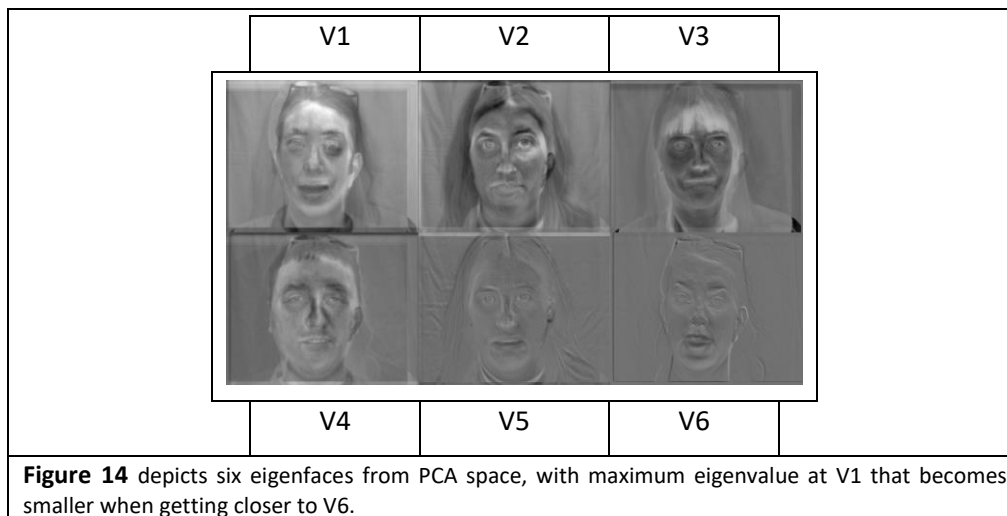 V1 V2 V3
V4 V5 V6
Figure 14 depicts six eigenfaces from PCA space, with maximum eigenvalue at V1 that becomes
smaller when getting closer to V6.